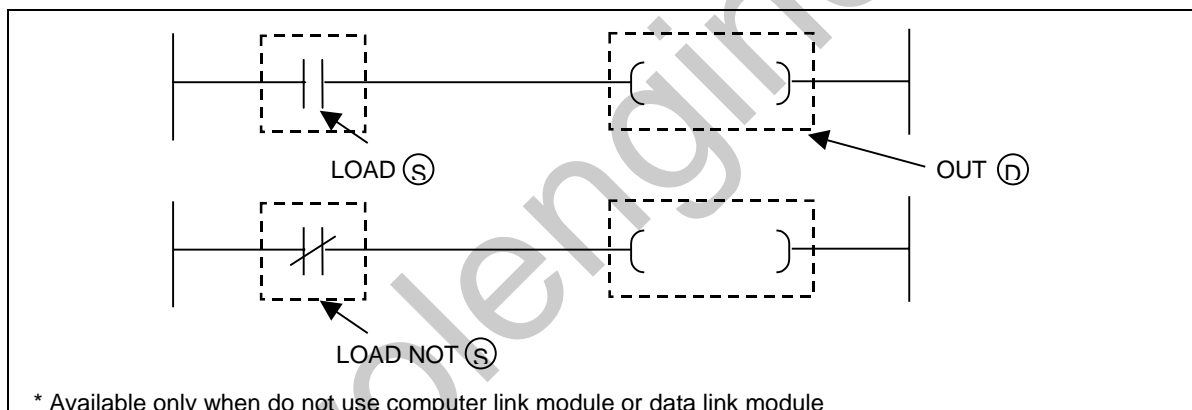 LOAD Ⓢ
OUT Ⓓ
LOAD NOT Ⓢ
* Available only when do not use computer link module or data link module